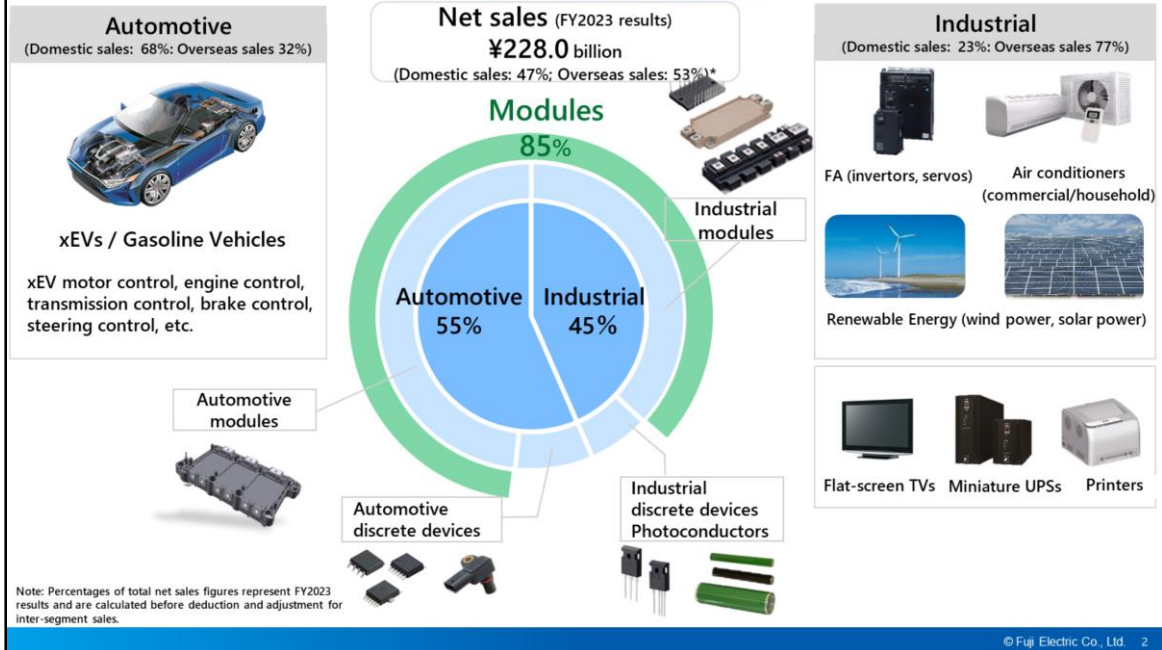 Automotive
(Domestic sales: 68%: Overseas sales 32%)
xEVs / Gasoline Vehicles
xEV motor control, engine control,
transmission control, brake control,
steering control, etc.
Net sales (FY2023 results)
¥228.0 billion
(Domestic sales: 47%; Overseas sales: 53%)*
Modules
85%
Automotive
55%
Industrial
45%
Industrial
modules
Automotive
modules
Automotive
discrete devices
Industrial
discrete devices
Photoconductors
Industrial
(Domestic sales: 23%: Overseas sales 77%)
FA (invertors, servos)
Air conditioners
(commercial/household)
Renewable Energy (wind power, solar power)
Flat-screen TVs
Miniature UPSs
Printers
Note: Percentages of total net sales figures represent FY2023
results and are calculated before deduction and adjustment for
inter-segment sales.
© Fuji Electric Co., Ltd. 2